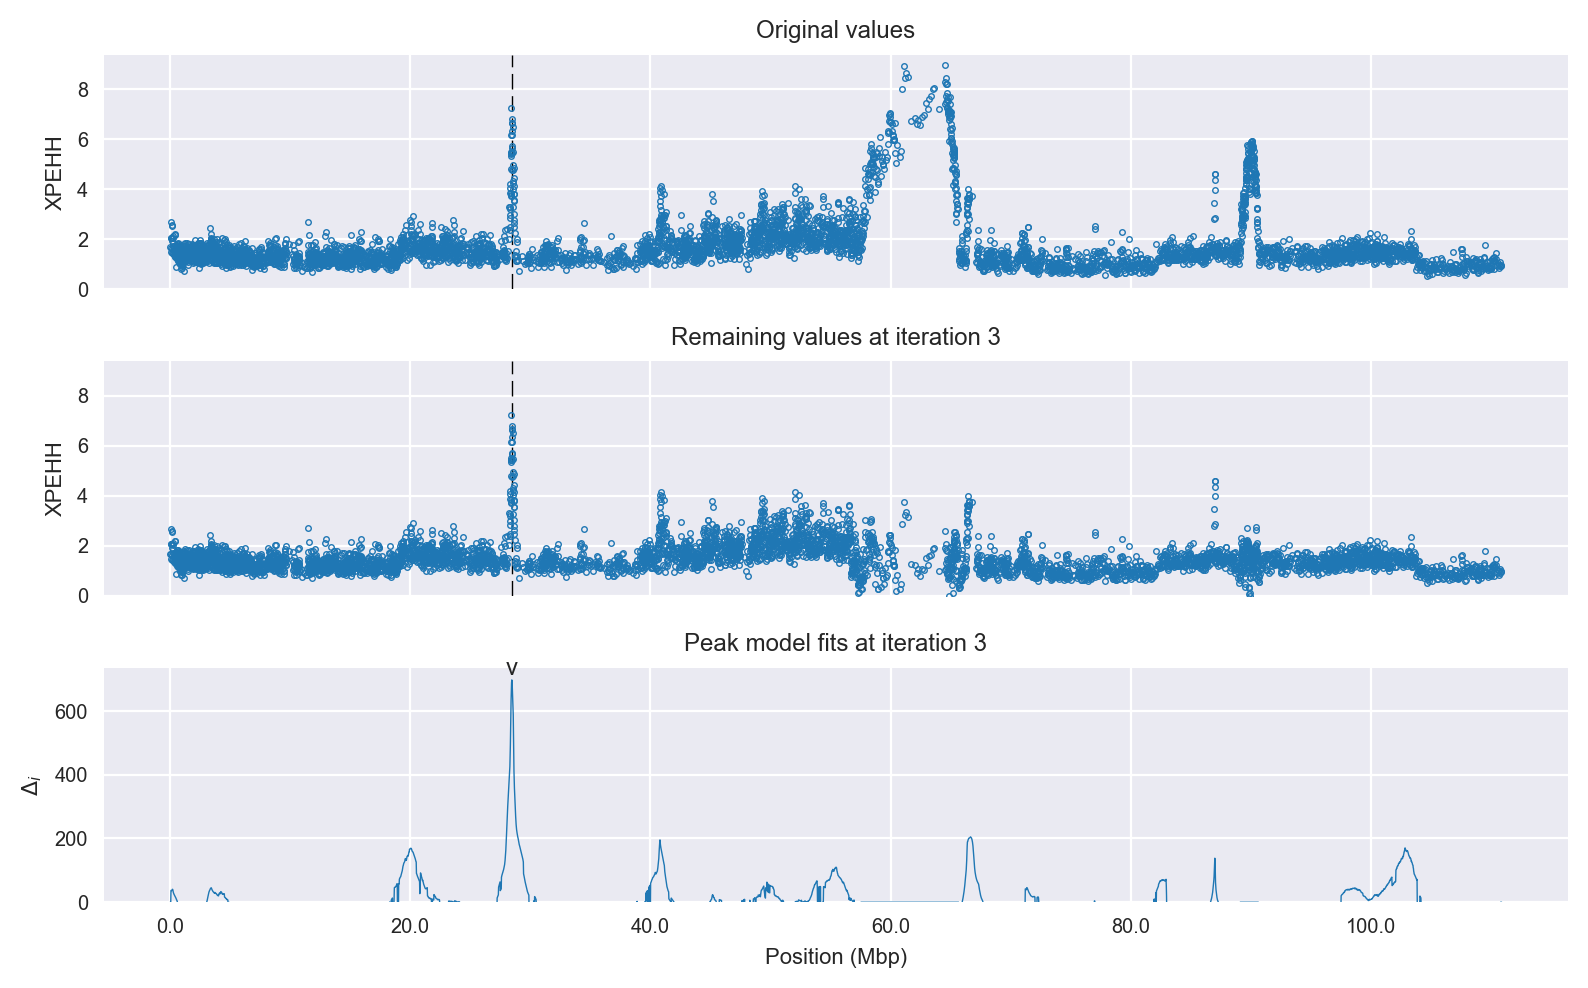 Original values
8
6
4
2
0
XPEHH
Remaining values at iteration 3
8
6
4
2
0
XPEHH
Peak model fits at iteration 3
v
600
400
200
0
Δi
0.0 20.0 40.0 60.0 80.0 100.0
Position (Mbp)